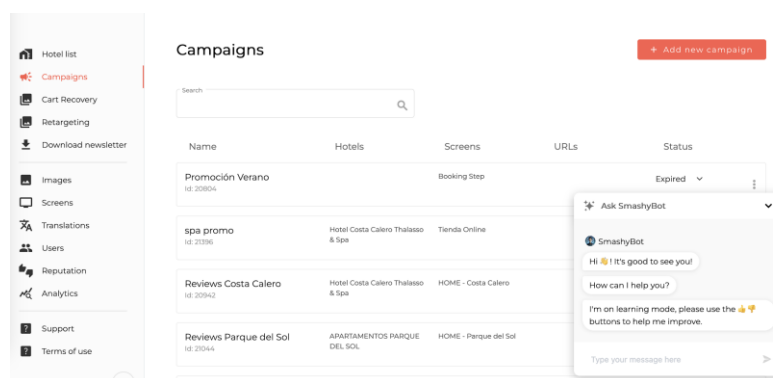 Hotel list
Campaigns
Cart Recovery
Retargeting
Download newsletter
Images
Screens
Translations
Users
Reputation
Analytics
Support
Terms of use
Campaigns
+ Add new campaign
Search
Name Hotels Screens URLs Status
Promoción Verano Booking Step Expired
Id: 20804
spa promo Hotel Costa Calero Thalasso Tienda Online
Id: 21396 & Spa
Reviews Costa Calero Hotel Costa Calero Thalasso HOME - Costa Calero
Id: 20942 & Spa
Reviews Parque del Sol APARTAMENTOS PARQUE HOME - Parque del Sol
Id: 21044 DEL SOL
Ask SmashyBot
SmashyBot
Hi 👋! It's good to see you!
How can I help you?
I'm on learning mode, please use the 👍👎
buttons to help me improve.
Type your message here